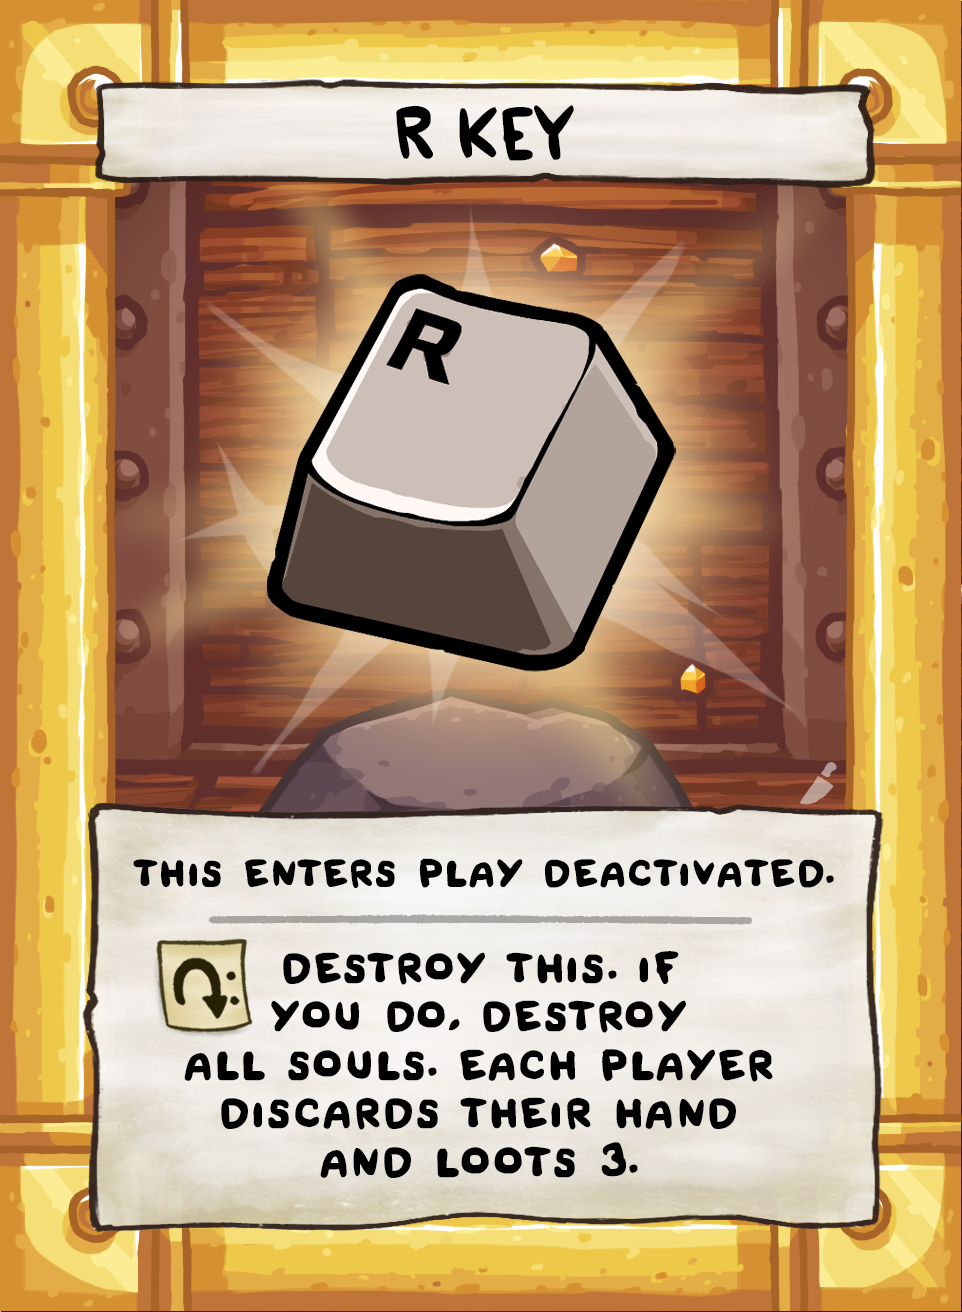 R KEY
R
THIS ENTERS PLAY DEACTIVATED.
DESTROY THIS. IF
YOU DO, DESTROY
ALL SOULS. EACH PLAYER
DISCARDS THEIR HAND
AND LOOTS 3.